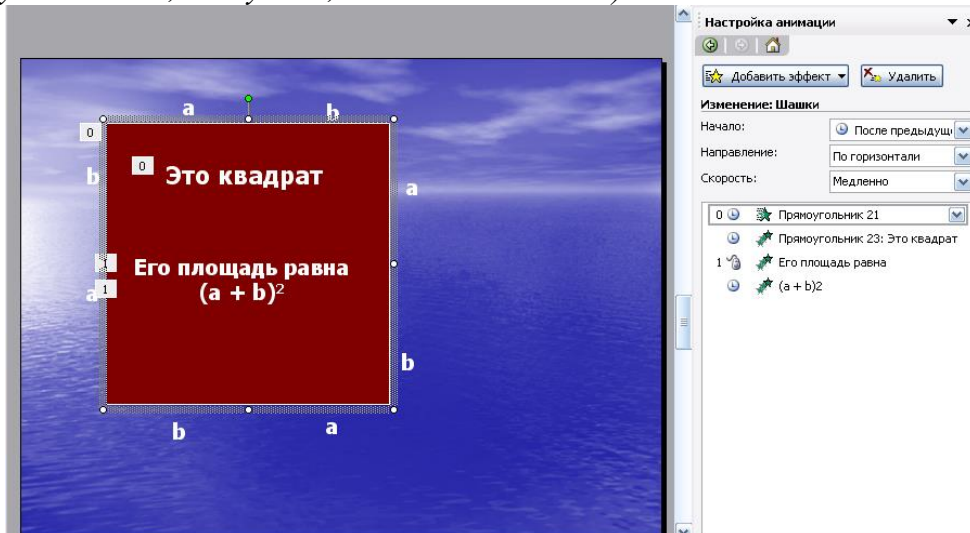 Настройка анимации
Добавить эффект
Удалить
Изменение: Шашки
Начало:
После предыдущ
Направление:
По горизонтали
Скорость:
Медленно
0 Прямоугольник 21
Прямоугольник 23: Это квадрат
1 Его площадь равна
(a + b)2
a b
0
0
b
Это квадрат
a
1
Его площадь равна
a 1
(a + b)²
b
b a